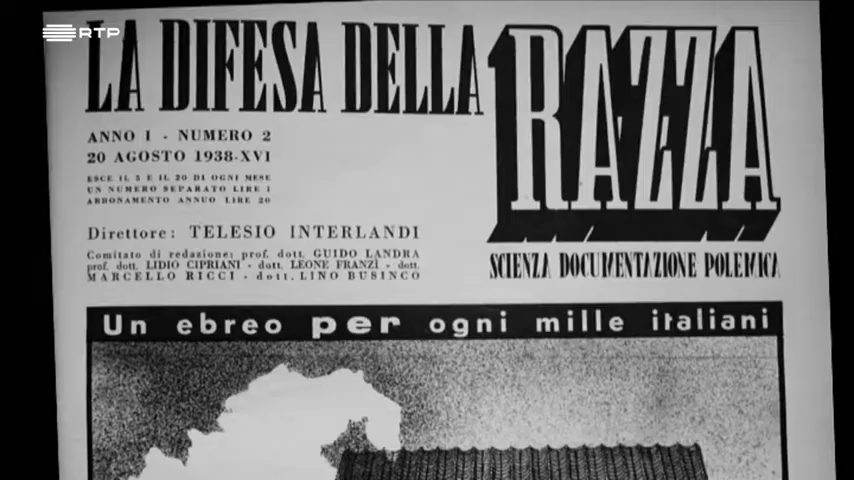 RTP
LA DIFESA DELLA
RAZZA
ANNO I - NUMERO 2
20 AGOSTO 1938-XVI
ESCE IL 5 E IL 20 DI OGNI MESE
UN NUMERO SEPARATO LIRE 1
ABBONAMENTO ANNUO LIRE 20
Direttore: TELESIO INTERLANDI
Comitato di redazione: prof. dott. GUIDO LANDRA
prof. dott. LIDIO CIPRIANI - dott. LEONE FRANZÌ - dott.
MARCELLO RICCI - dott. LINO BUSINCO
SCIENZA DOCUMENTAZIONE POLEMICA
Un ebreo per ogni mille italiani